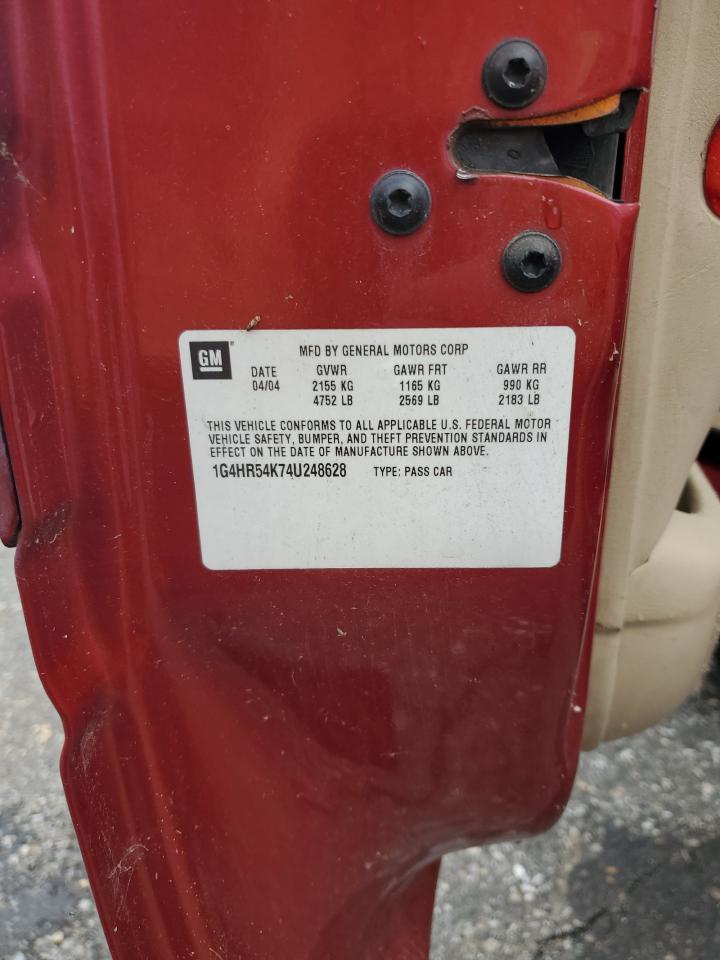 GM MFD BY GENERAL MOTORS CORP
DATE GVWR GAWR FRT GAWR RR
04/04 2155 KG 1165 KG 990 KG
4752 LB 2569 LB 2183 LB
THIS VEHICLE CONFORMS TO ALL APPLICABLE U.S. FEDERAL MOTOR
VEHICLE SAFETY, BUMPER, AND THEFT PREVENTION STANDARDS IN
EFFECT ON THE DATE OF MANUFACTURE SHOWN ABOVE.
1G4HR54K74U248628 TYPE: PASS CAR